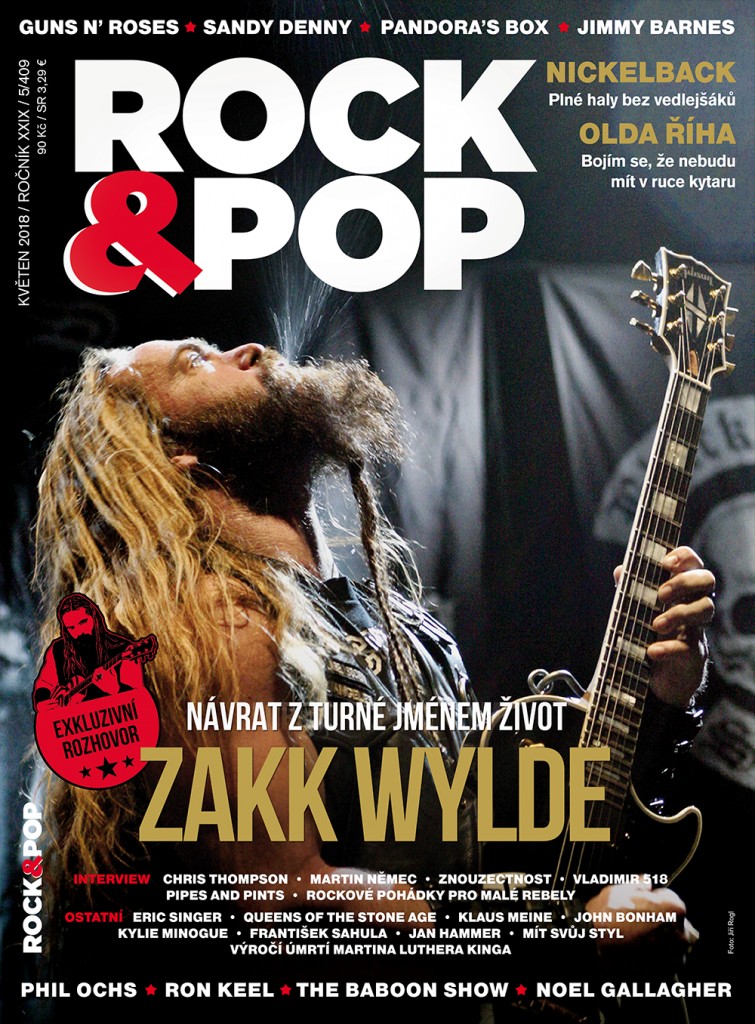 GUNS N' ROSES ★ SANDY DENNY ★ PANDORA'S BOX ★ JIMMY BARNES
KVĚTEN 2018 / ROČNÍK XXIX / 5/409
90 Kč / SR 3,29 €
ROCK
&POP
NICKELBACK
Plné haly bez vedlejšáků
OLDA ŘÍHA
Bojím se, že nebudu
mít v ruce kytaru
Gibson
EXKLUZIVNÍ
ROZHOVOR
NÁVRAT Z TURNÉ JMÉNEM ŽIVOT
ZAKK WYLDE
ROCK&POP
INTERVIEW CHRIS THOMPSON • MARTIN NĚMEC • ZNOUZECTNOST • VLADIMIR 518
PIPES AND PINTS • ROCKOVÉ POHÁDKY PRO MALÉ REBELY
OSTATNÍ ERIC SINGER • QUEENS OF THE STONE AGE • KLAUS MEINE • JOHN BONHAM
KYLIE MINOGUE • FRANTIŠEK SAHULA • JAN HAMMER • MÍT SVŮJ STYL
VÝROČÍ ÚMRTÍ MARTINA LUTHERA KINGA
Foto: Jiří Rogl
PHIL OCHS ★ RON KEEL ★ THE BABOON SHOW ★ NOEL GALLAGHER